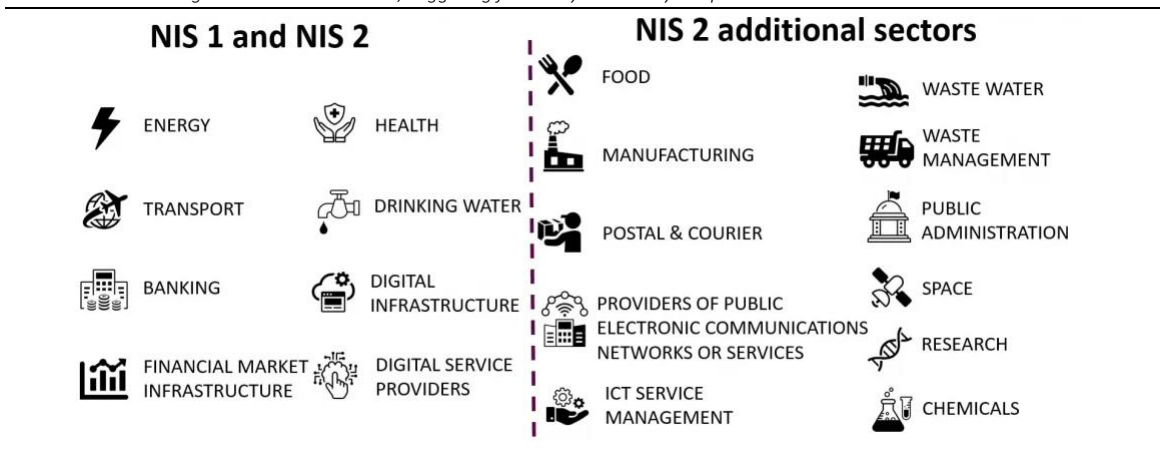 NIS 1 and NIS 2
ENERGY
HEALTH
TRANSPORT
DRINKING WATER
BANKING
DIGITAL
INFRASTRUCTURE
FINANCIAL MARKET
INFRASTRUCTURE
DIGITAL SERVICE
PROVIDERS
NIS 2 additional sectors
FOOD
MANUFACTURING
POSTAL & COURIER
PROVIDERS OF PUBLIC
ELECTRONIC COMMUNICATIONS
NETWORKS OR SERVICES
ICT SERVICE
MANAGEMENT
WASTE WATER
WASTE
MANAGEMENT
PUBLIC
ADMINISTRATION
SPACE
RESEARCH
CHEMICALS